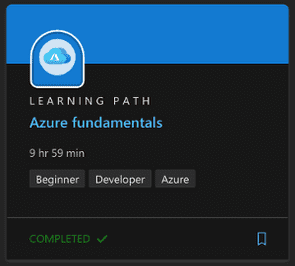 LEARNING PATH
Azure fundamentals
9 hr 59 min
Beginner Developer Azure
COMPLETED